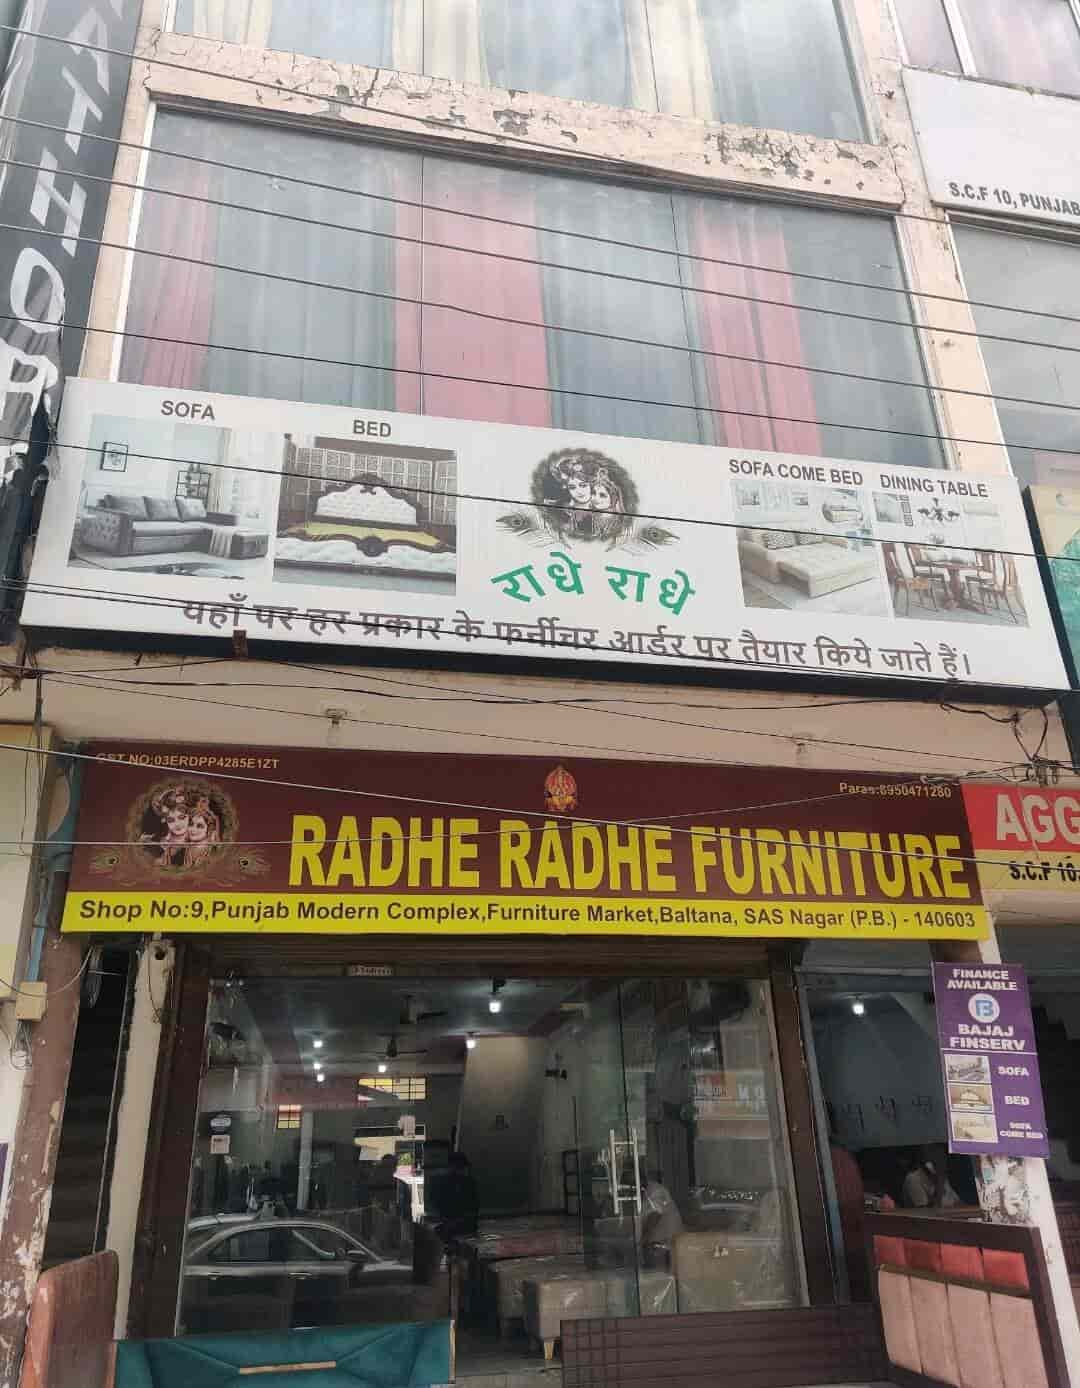 S.C.F 10, PUNJAB
SOFA
BED
SOFA COME BED
DINING TABLE
राधे राधे
यहाँ पर हर प्रकार के फर्नीचर आर्डर पर तैयार किये जाते हैं।
GST NO:03ERDPP4285E1ZT
Paras:8950471280
RADHE RADHE FURNITURE
Shop No:9,Punjab Modern Complex,Furniture Market,Baltana, SAS Nagar (P.B.) - 140603
AGG
S.C.F 10
FINANCE
AVAILABLE
B
BAJAJ
FINSERV
SOFA
BED
SOFA
COME BED